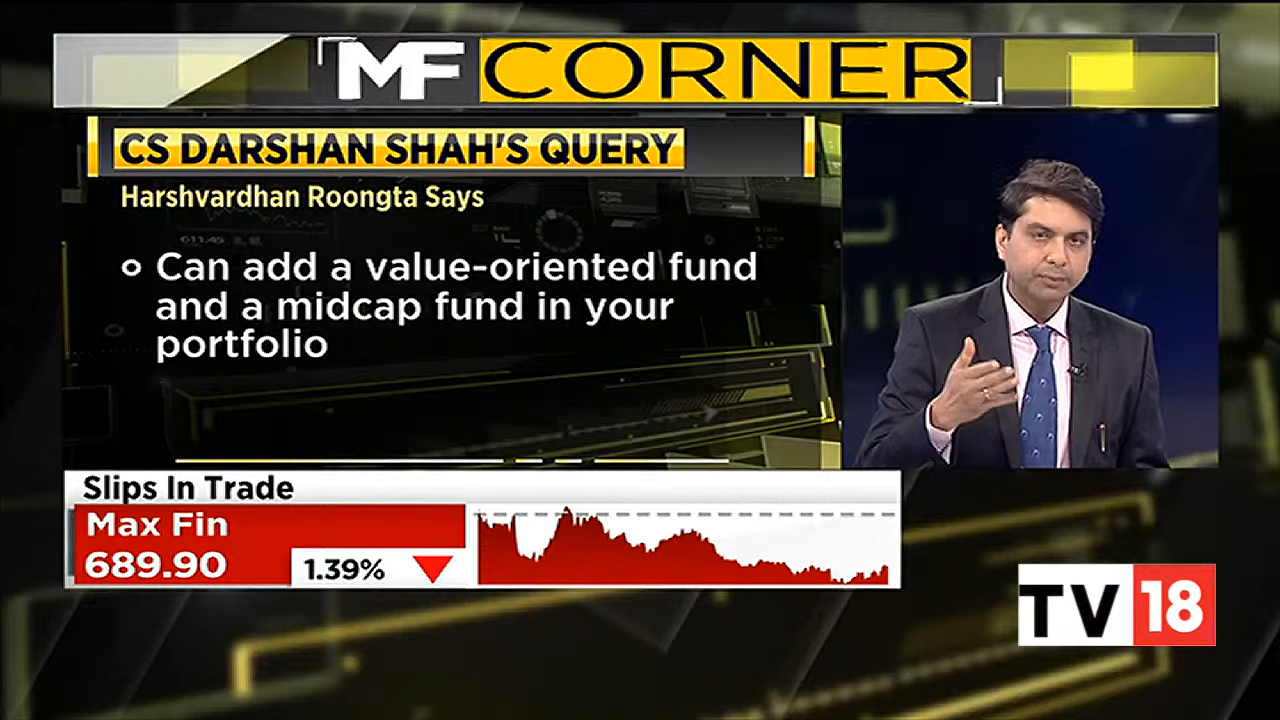 MF CORNER
CS DARSHAN SHAH'S QUERY
Harshvardhan Roongta Says
Can add a value-oriented fund
and a midcap fund in your
portfolio
Slips In Trade
Max Fin
689.90
1.39%
TV18